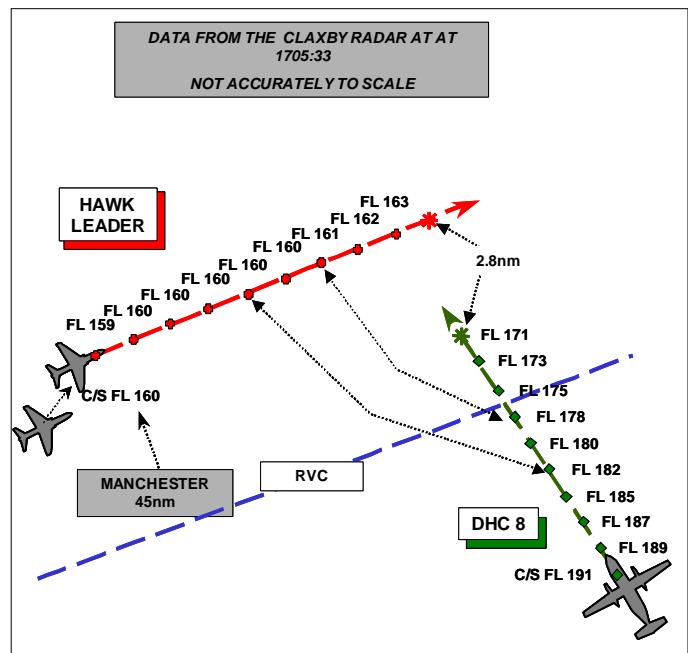 DATA FROM THE CLAXBY RADAR AT AT
1705:33
NOT ACCURATELY TO SCALE
HAWK
LEADER
FL 163
FL 162
FL 161
FL 160
FL 160
FL 160
FL 160
FL 160
FL 159
C/S FL 160
2.8nm
FL 171
FL 173
FL 175
FL 178
FL 180
FL 182
FL 185
FL 187
FL 189
C/S FL 191
MANCHESTER
45nm
RVC
DHC 8